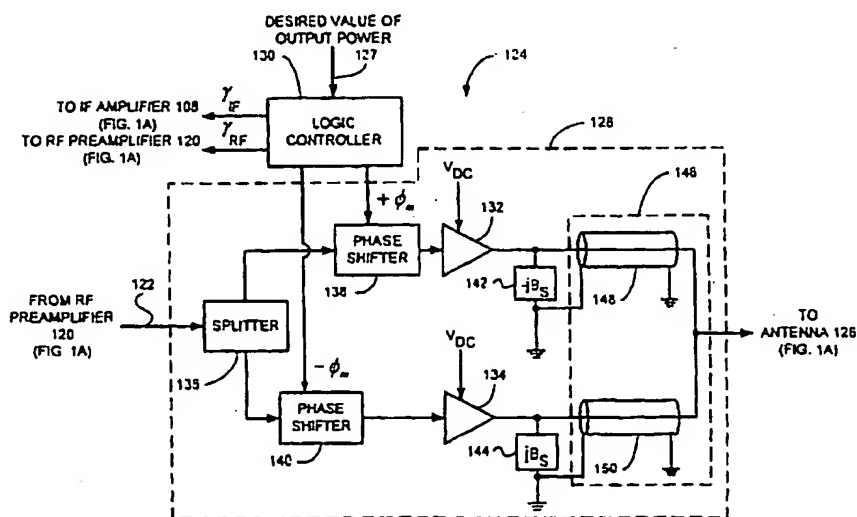 DESIRED VALUE OF
OUTPUT POWER
130
127
124
γIF
TO IF AMPLIFIER 108
(FIG. 1A)
γRF
TO RF PREAMPLIFIER 120
(FIG. 1A)
LOGIC
CONTROLLER
128
VDC
+ϕm
132
146
PHASE
SHIFTER
138
142
-jBS
148
122
FROM RF
PREAMPLIFIER
120
(FIG. 1A)
SPLITTER
TO
ANTENNA 126
(FIG. 1A)
-ϕm
VDC
134
PHASE
SHIFTER
140
144
jBS
150